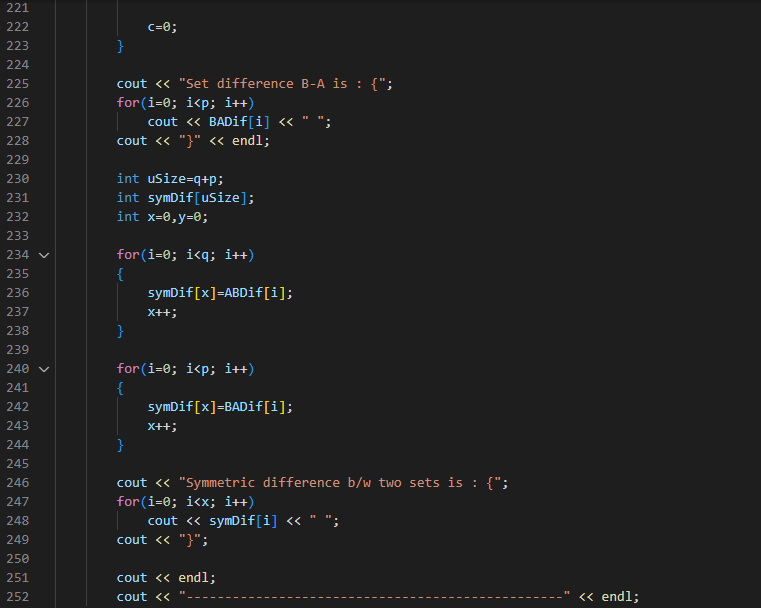 221
222 c=0;
223 }
224
225 cout << "Set difference B-A is : {";
226 for(i=0; i<p; i++)
227 cout << BADif[i] << " ";
228 cout << "}" << endl;
229
230 int uSize=q+p;
231 int symDif[uSize];
232 int x=0,y=0;
233
234 for(i=0; i<q; i++)
235 {
236 symDif[x]=ABDif[i];
237 x++;
238 }
239
240 for(i=0; i<p; i++)
241 {
242 symDif[x]=BADif[i];
243 x++;
244 }
245
246 cout << "Symmetric difference b/w two sets is : {";
247 for(i=0; i<x; i++)
248 cout << symDif[i] << " ";
249 cout << "}";
250
251 cout << endl;
252 cout << "-------------------------------------------------" << endl;